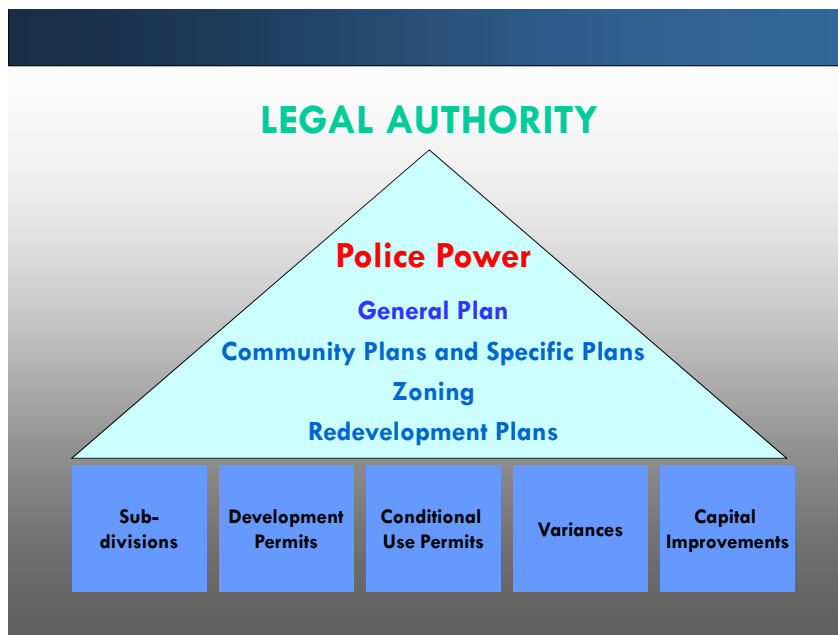 LEGAL AUTHORITY
Police Power
General Plan
Community Plans and Specific Plans
Zoning
Redevelopment Plans
Sub-
divisions
Development
Permits
Conditional
Use Permits
Variances
Capital
Improvements